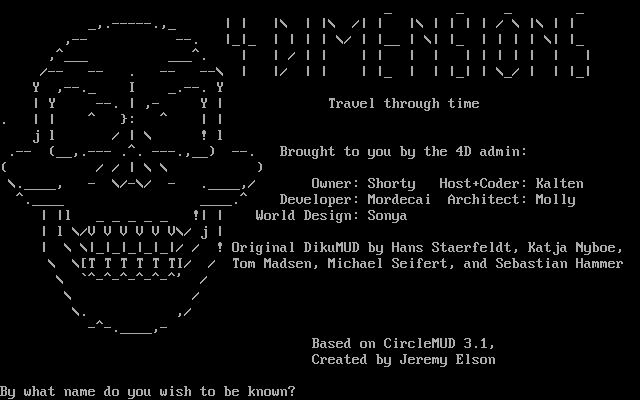 4 DIMENSIONS
Travel through time
Brought to you by the 4D admin:
Owner: Shorty   Host+Coder: Kalten
Developer: Mordecai  Architect: Molly
World Design: Sonya
Original DikuMUD by Hans Staerfeldt, Katja Nyboe,
Tom Madsen, Michael Seifert, and Sebastian Hammer
Based on CircleMUD 3.1,
Created by Jeremy Elson
By what name do you wish to be known?